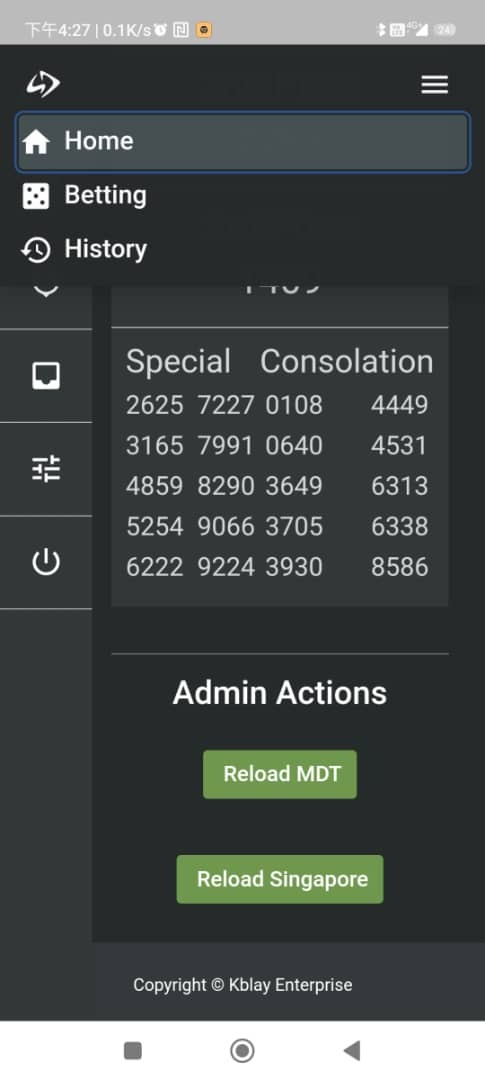 下午4:27 | 0.1K/s
4G+ 24
Home
Betting
History
Special Consolation
2625 7227 0108 4449
3165 7991 0640 4531
4859 8290 3649 6313
5254 9066 3705 6338
6222 9224 3930 8586
Admin Actions
Reload MDT
Reload Singapore
Copyright © Kblay Enterprise